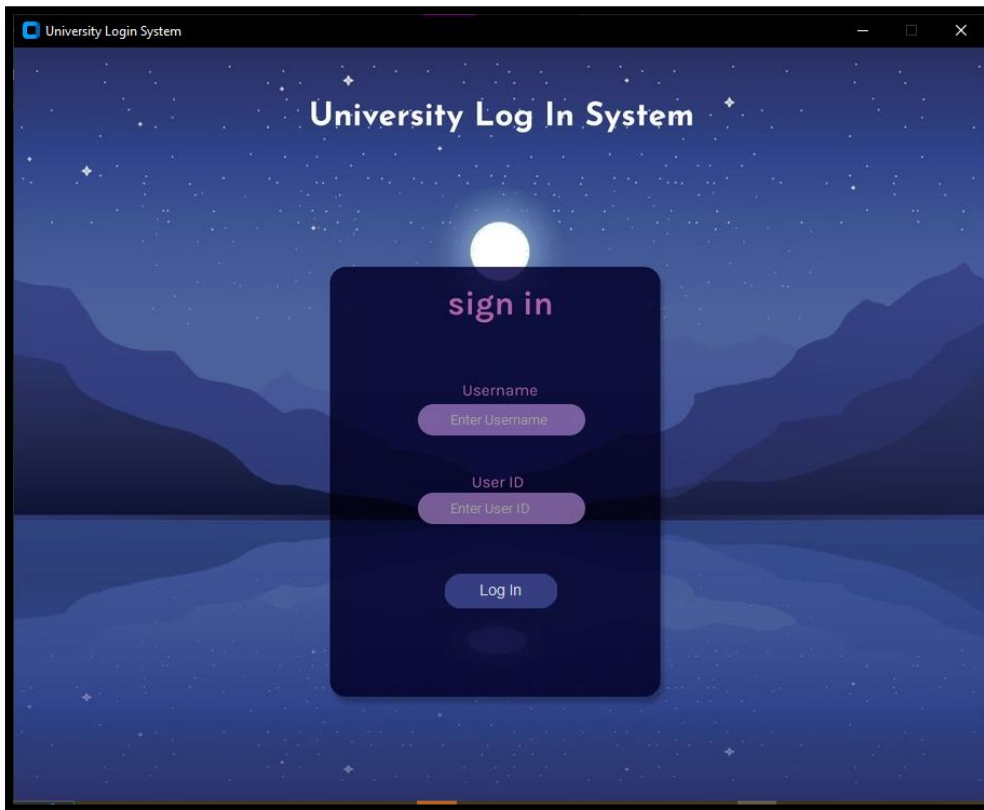 University Login System
University Log In System
sign in
Username
Enter Username
User ID
Enter User ID
Log In